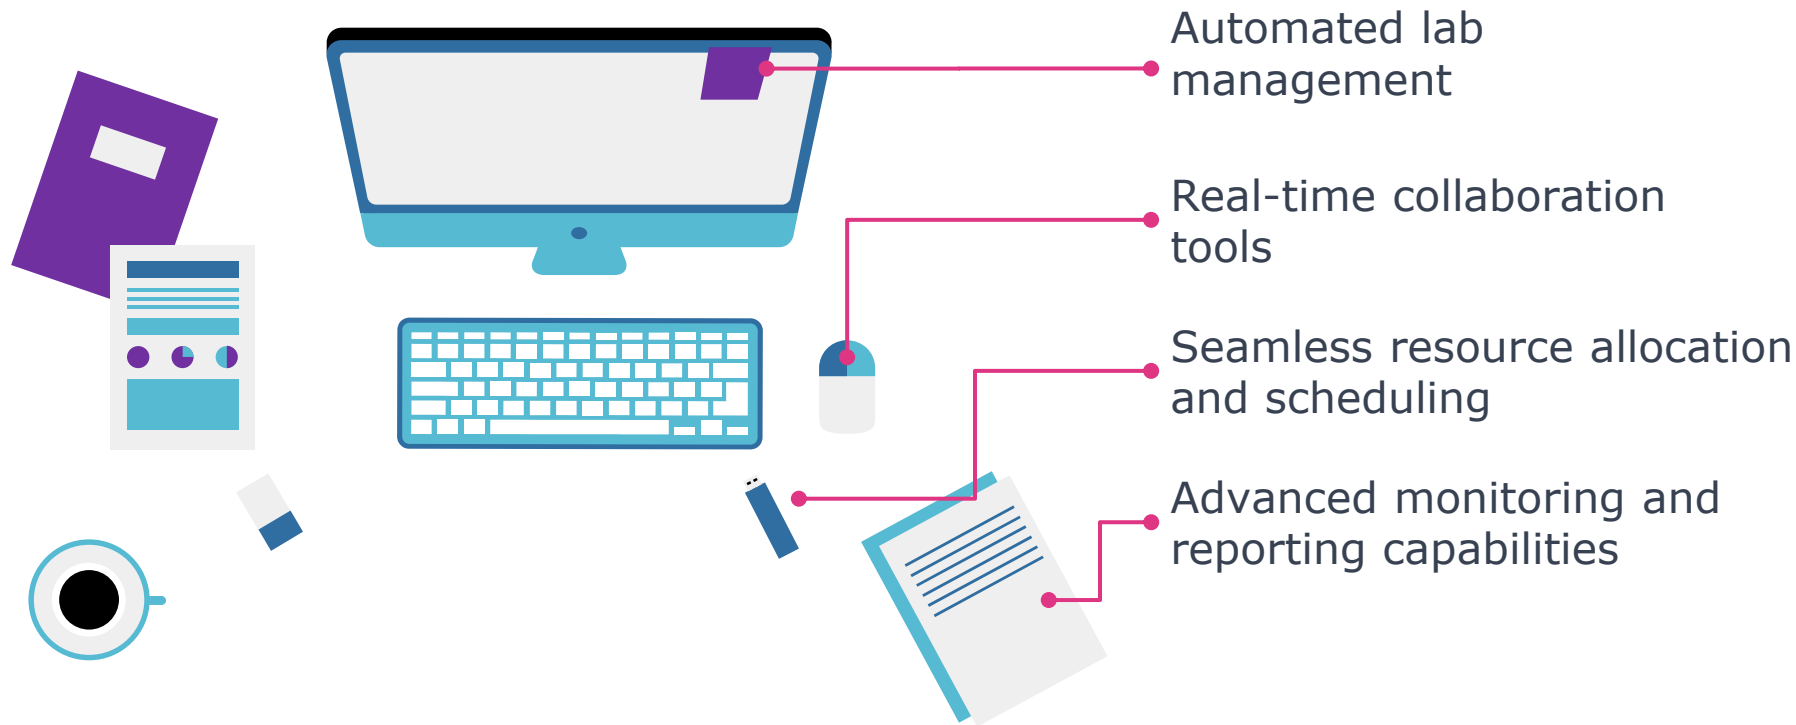 Automated lab
management
Real-time collaboration
tools
Seamless resource allocation
and scheduling
Advanced monitoring and
reporting capabilities